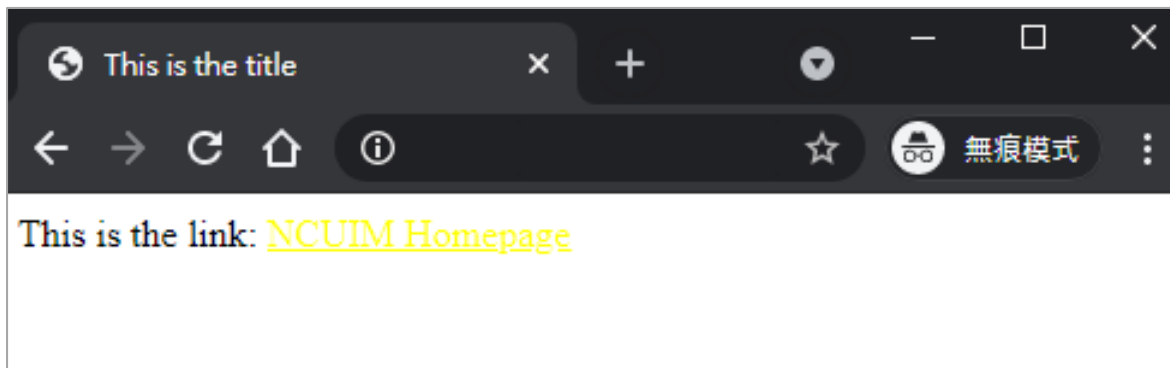 This is the title
無痕模式
This is the link: NCUIM Homepage